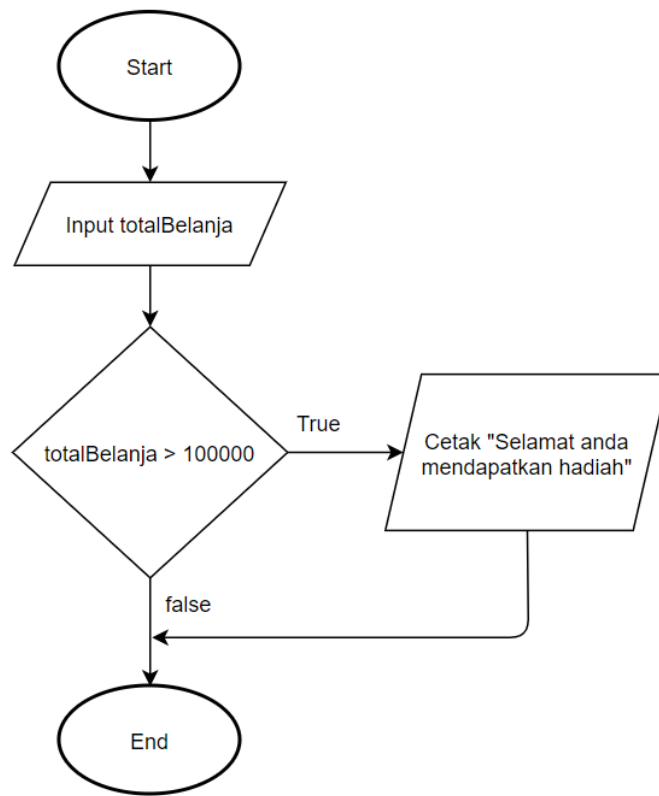 Start
Input totalBelanja
totalBelanja > 100000
True
Cetak "Selamat anda
mendapatkan hadiah"
false
End